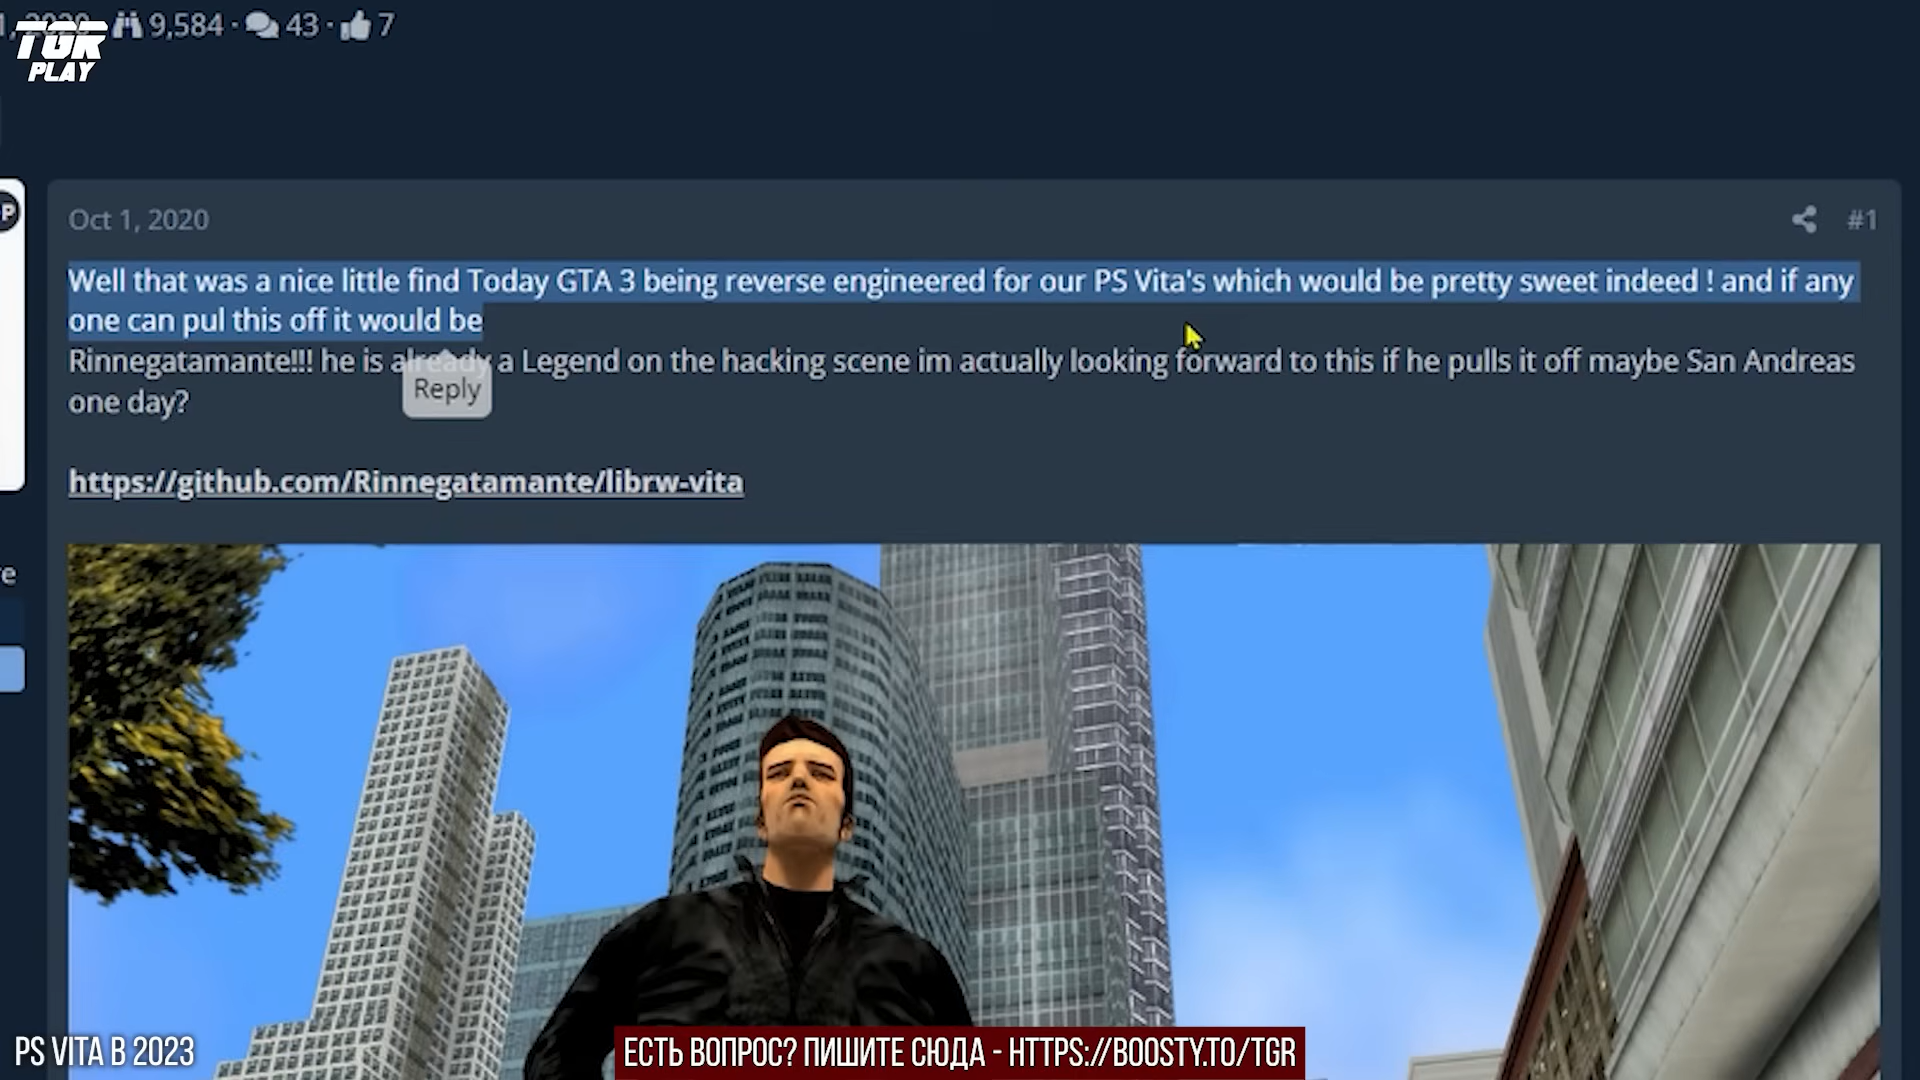 1, 2020 · 9,584 · 43 · 7
TGR
PLAY
P
Oct 1, 2020
#1
Well that was a nice little find Today GTA 3 being reverse engineered for our PS Vita's which would be pretty sweet indeed ! and if any
one can pul this off it would be
Rinnegatamante!!! he is already a Legend on the hacking scene im actually looking forward to this if he pulls it off maybe San Andreas
one day?
Reply
https://github.com/Rinnegatamante/librw-vita
e
PS VITA В 2023
ЕСТЬ ВОПРОС? ПИШИТЕ СЮДА - HTTPS://BOOSTY.TO/TGR